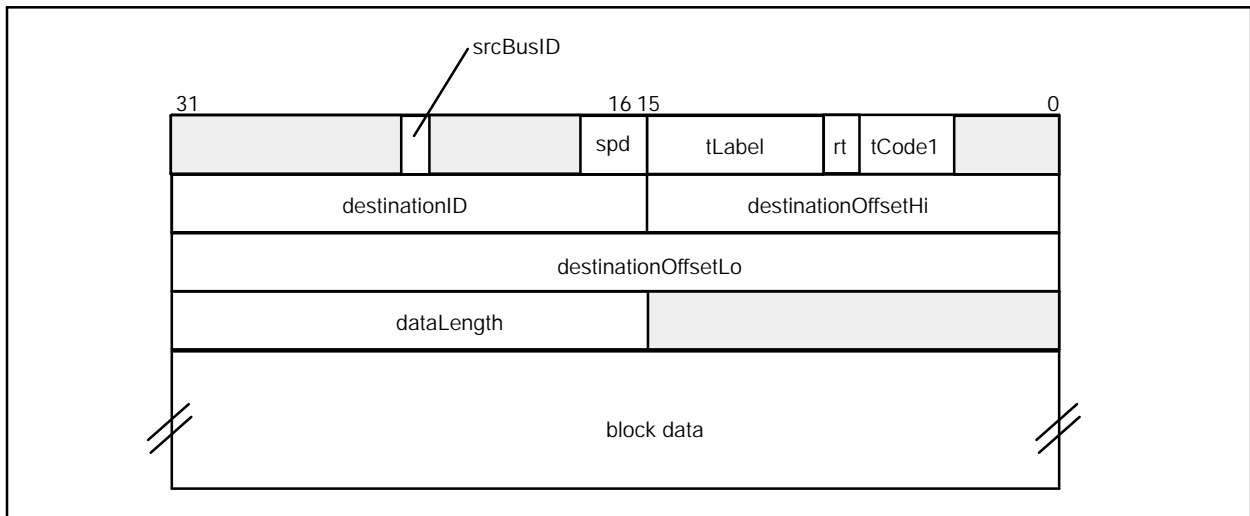 srcBusID
31 16 15 0
spd tLabel rt tCode1
destinationID destinationOffsetHi
destinationOffsetLo
dataLength
block data